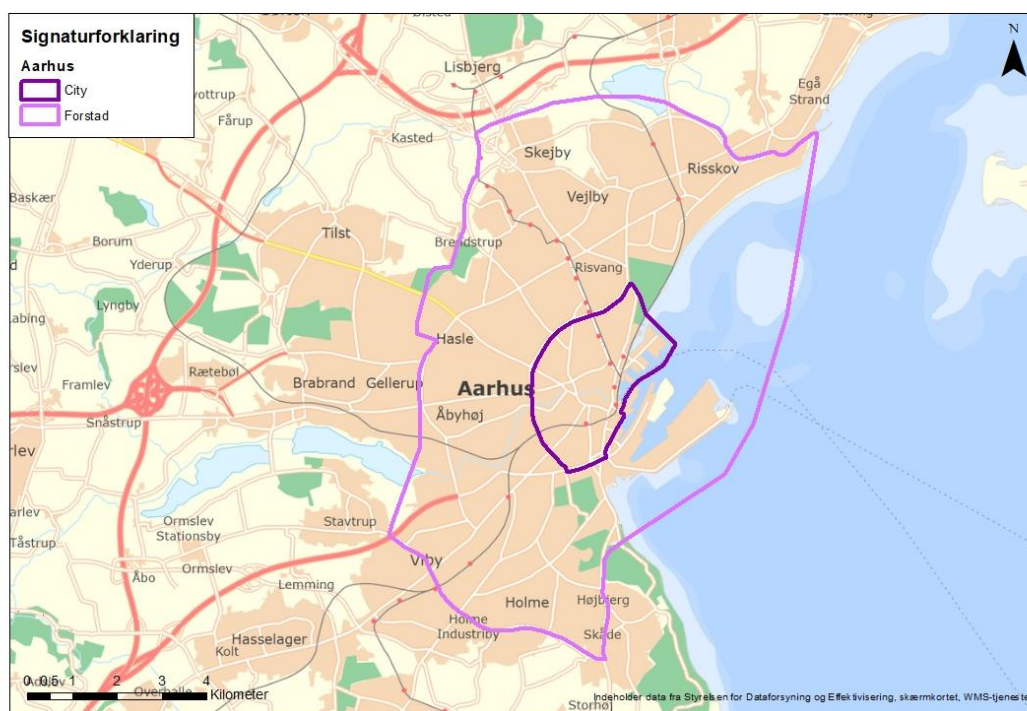 Signaturforklaring
Aarhus
City
Forstad
N
Lisbjerg
Egå
Strand
Fårup
Kasted
Skejby
Risskov
Baskær
Vejlby
Borum
Tilst
Brendstrup
Yderup
Risvang
Lyngby
Hasle
Framlev
Rætebøl
Brabrand
Gellerup
Aarhus
Åbyhøj
Snåstrup
Ormslev
Stationsby
Stavtrup
Tåstrup
Viby
Åbo
Ormslev
Lemming
Holme
Højbjerg
Holme
Industriby
Skåde
Hasselager
Kolt
0 0,5 1 2 3 4
Kilometer
Indeholder data fra Styrelsen for Dataforsyning og Effektivisering, skærmkortet, WMS-tjeneste